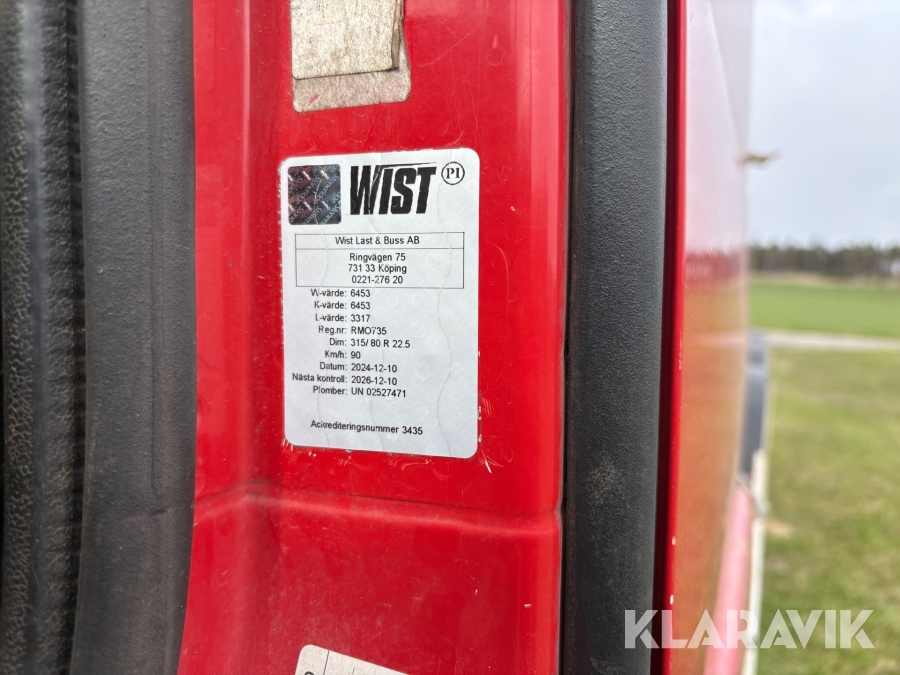 WIST PI
Wist Last & Buss AB
Ringvägen 75
731 33 Köping
0221-276 20
W-värde: 6453
K-värde: 6453
L-värde: 3317
Reg.nr: RMO735
Dim: 315/ 80 R 22.5
Km/h: 90
Datum: 2024-12-10
Nästa kontroll: 2026-12-10
Plomber: UN 02527471
Ackrediteringsnummer 3435
KLARAVIK